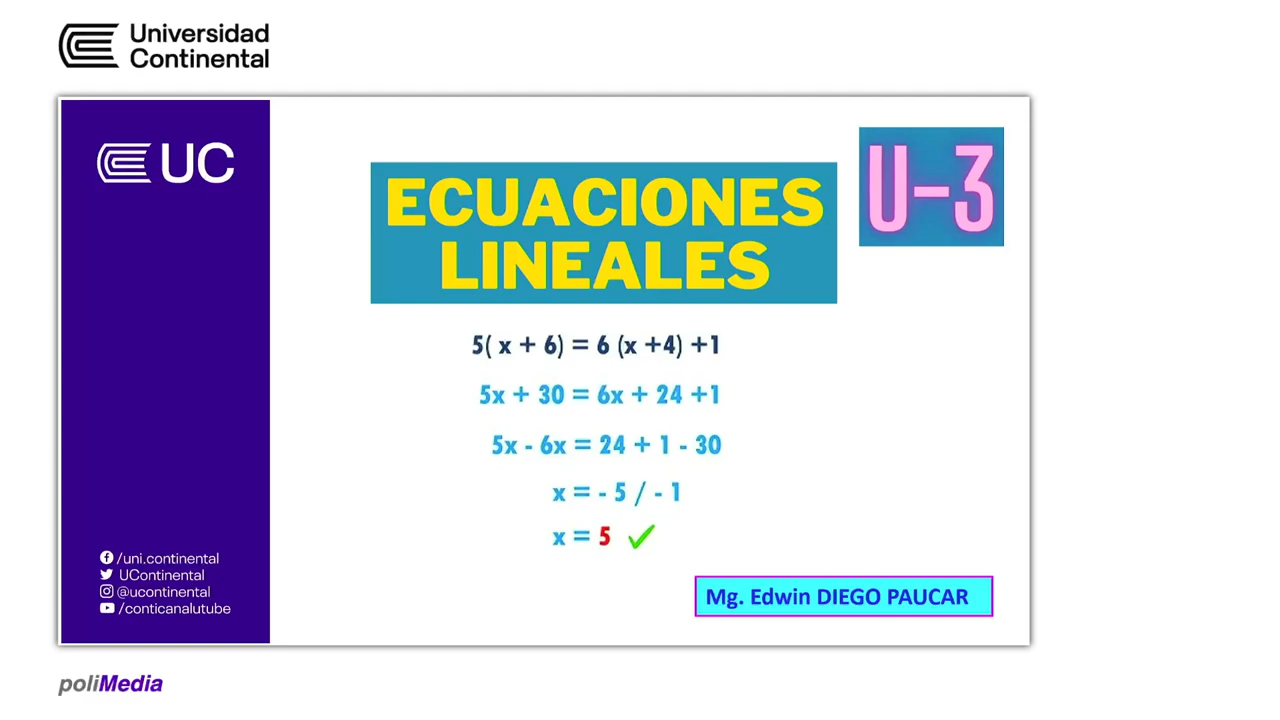 Universidad
Continental
UC
U-3
ECUACIONES
LINEALES
5( x + 6) = 6 (x +4) +1
5x + 30 = 6x + 24 +1
5x - 6x = 24 + 1 - 30
x = - 5 / - 1
x = 5
/uni.continental
UContinental
@ucontinental
/conticanalutube
Mg. Edwin DIEGO PAUCAR
poliMedia